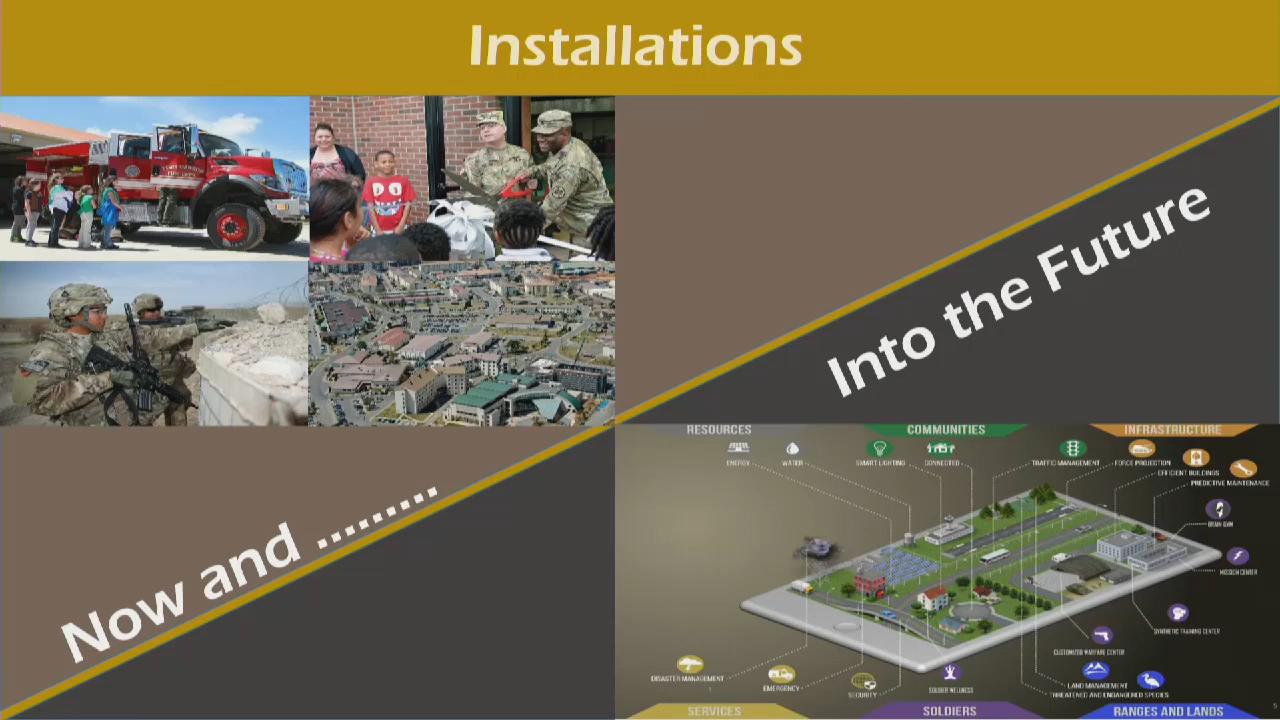 Installations
Into the Future
Now and .........
RESOURCES
COMMUNITIES
INFRASTRUCTURE
ENERGY
WATER
SMART LIGHTING
CONNECTED
TRAFFIC MANAGEMENT
FORCE PROJECTION
EFFICIENT BUILDINGS
PREDICTIVE MAINTENANCE
BRAIN GYM
MISSION CENTER
SYNTHETIC TRAINING CENTER
CUSTOMIZED WARFARE CENTER
DISASTER MANAGEMENT
EMERGENCY
SECURITY
SOLDIER WELLNESS
LAND MANAGEMENT
THREATENED AND ENDANGERED SPECIES
SERVICES
SOLDIERS
RANGES AND LANDS